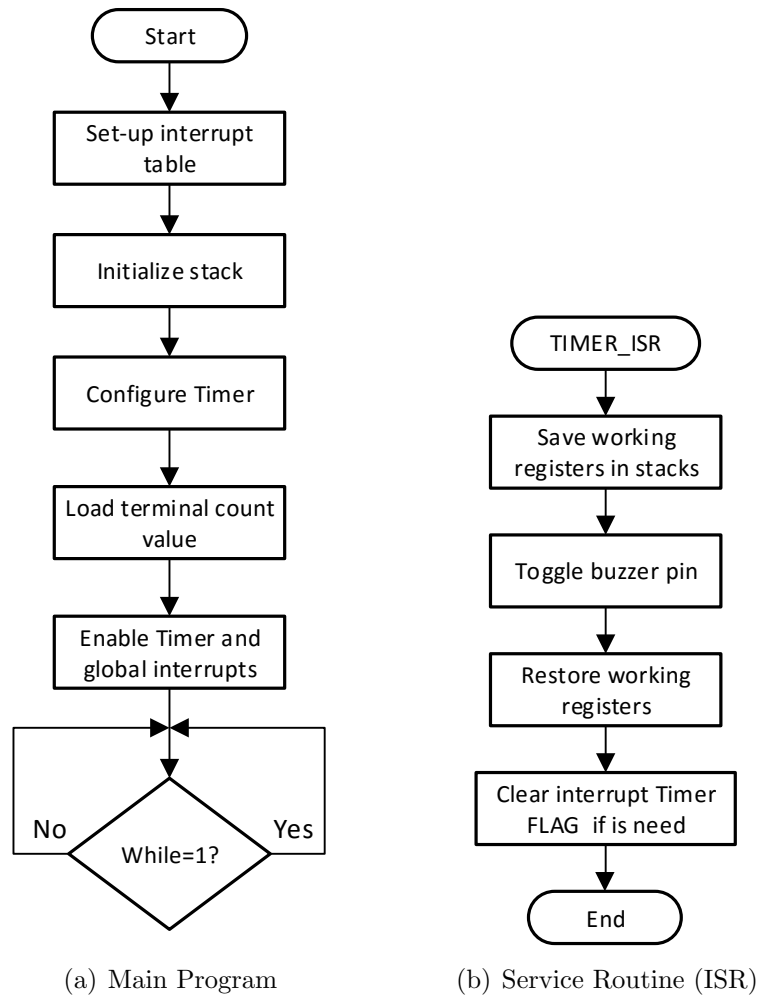 Start
Set-up interrupt
table
Initialize stack
Configure Timer
Load terminal count
value
Enable Timer and
global interrupts
No
Yes
While=1?
(a) Main Program
TIMER_ISR
Save working
registers in stacks
Toggle buzzer pin
Restore working
registers
Clear interrupt Timer
FLAG if is need
End
(b) Service Routine (ISR)